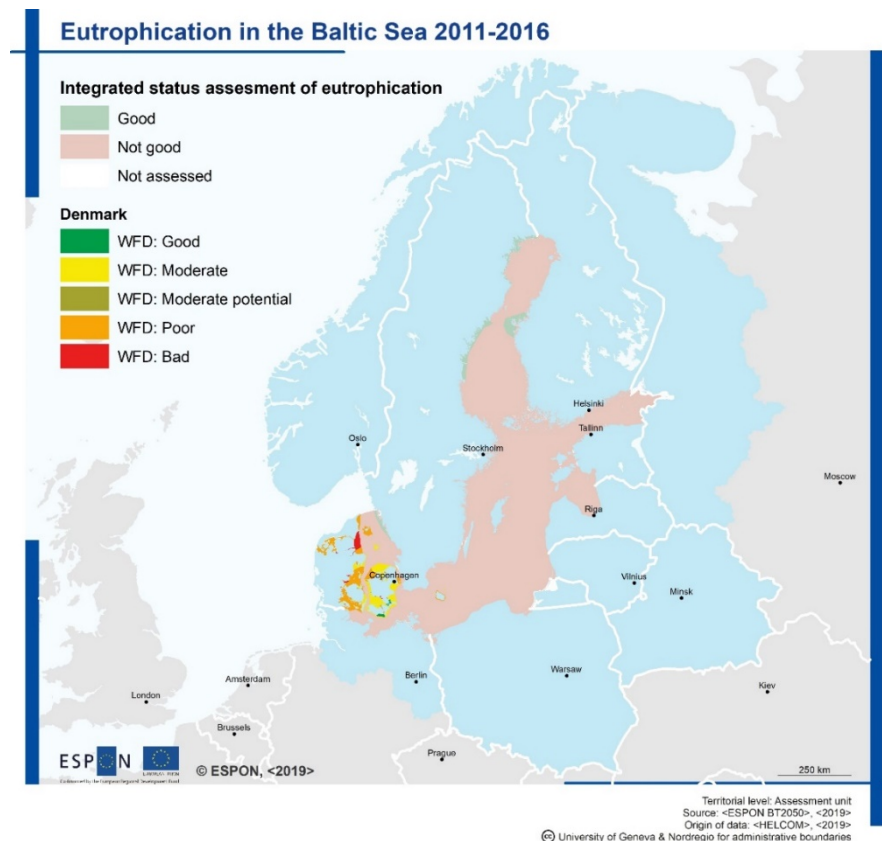 Eutrophication in the Baltic Sea 2011-2016
Integrated status assesment of eutrophication
Good
Not good
Not assessed
Denmark
WFD: Good
WFD: Moderate
WFD: Moderate potential
WFD: Poor
WFD: Bad
Helsinki
Tallinn
Oslo
Stockholm
Moscow
Riga
Copenhagen
Vilnius
Minsk
Berlin
Warsaw
Amsterdam
London
Kiev
Brussels
Prague
ESPON
© ESPON, <2019>
250 km
Territorial level: Assessment unit
Source: <ESPON BT2050>, <2019>
Origin of data: <HELCOM>, <2019>
cc University of Geneva & Nordregio for administrative boundaries